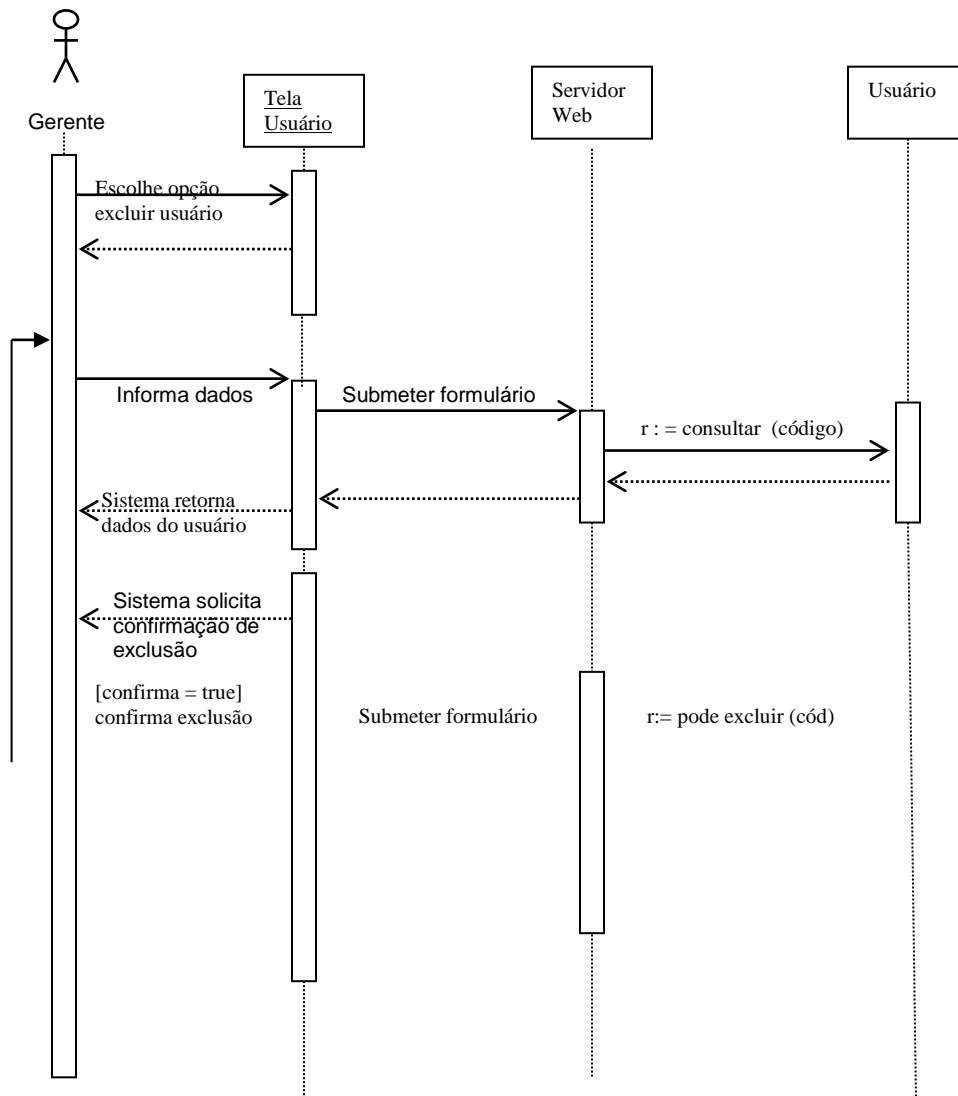 Gerente
Tela
Usuário
Servidor
Web
Usuário
Escolhe opção
excluir usuário
Informa dados
Submeter formulário
r : = consultar (código)
Sistema retorna
dados do usuário
Sistema solicita
confirmação de
exclusão
[confirma = true]
confirma exclusão
Submeter formulário
r:= pode excluir (cód)